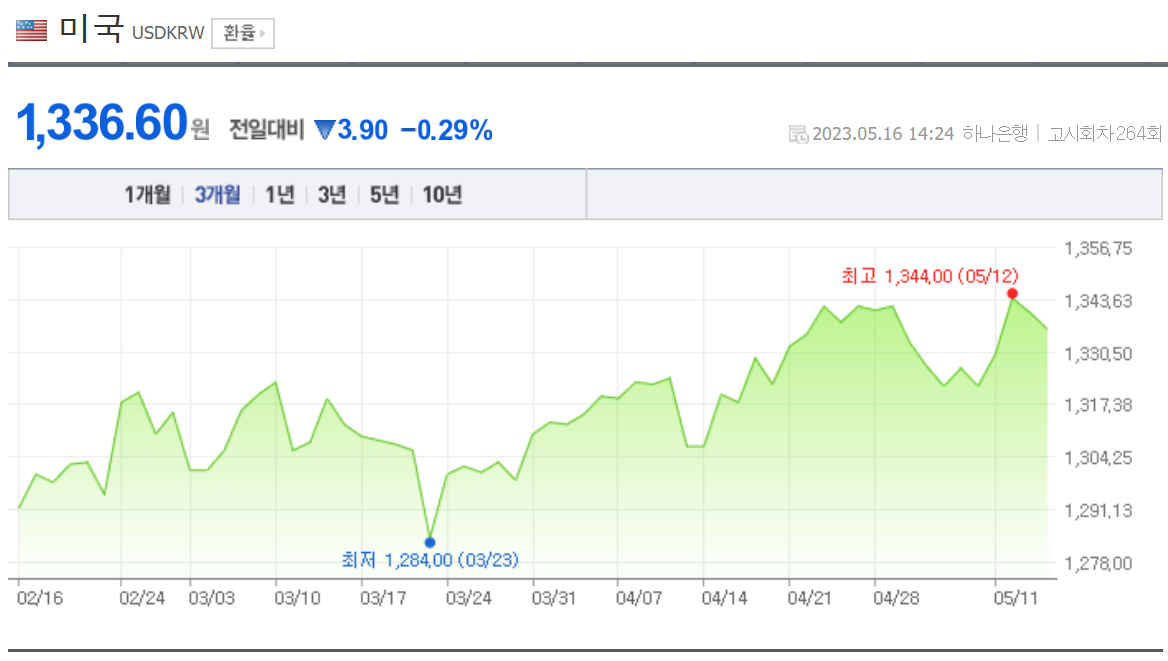 미국 USDKRW 환율
1,336.60원 전일대비 ▼3.90 −0.29%
2023.05.16 14:24 하나은행 | 고시회차 264회
1개월 | 3개월 | 1년 | 3년 | 5년 | 10년
1,356,75
최고 1,344,00 (05/12)
1,343,63
1,330,50
1,317,38
1,304,25
1,291,13
최저 1,284,00 (03/23)
1,278,00
02/16 02/24 03/03 03/10 03/17 03/24 03/31 04/07 04/14 04/21 04/28 05/11